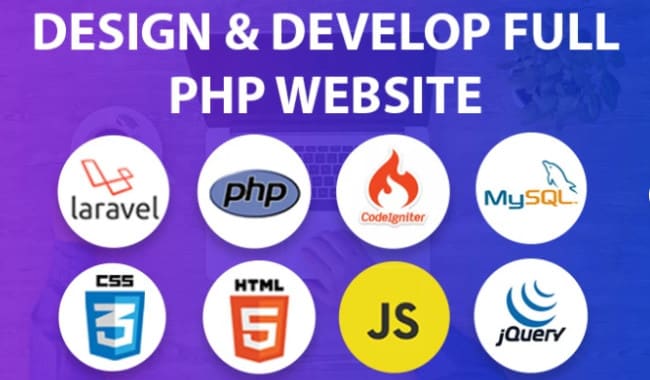 DESIGN & DEVELOP FULL
PHP WEBSITE
laravel
php
CodeIgniter
MySQL.
CSS
3
HTML
5
JS
jQuery